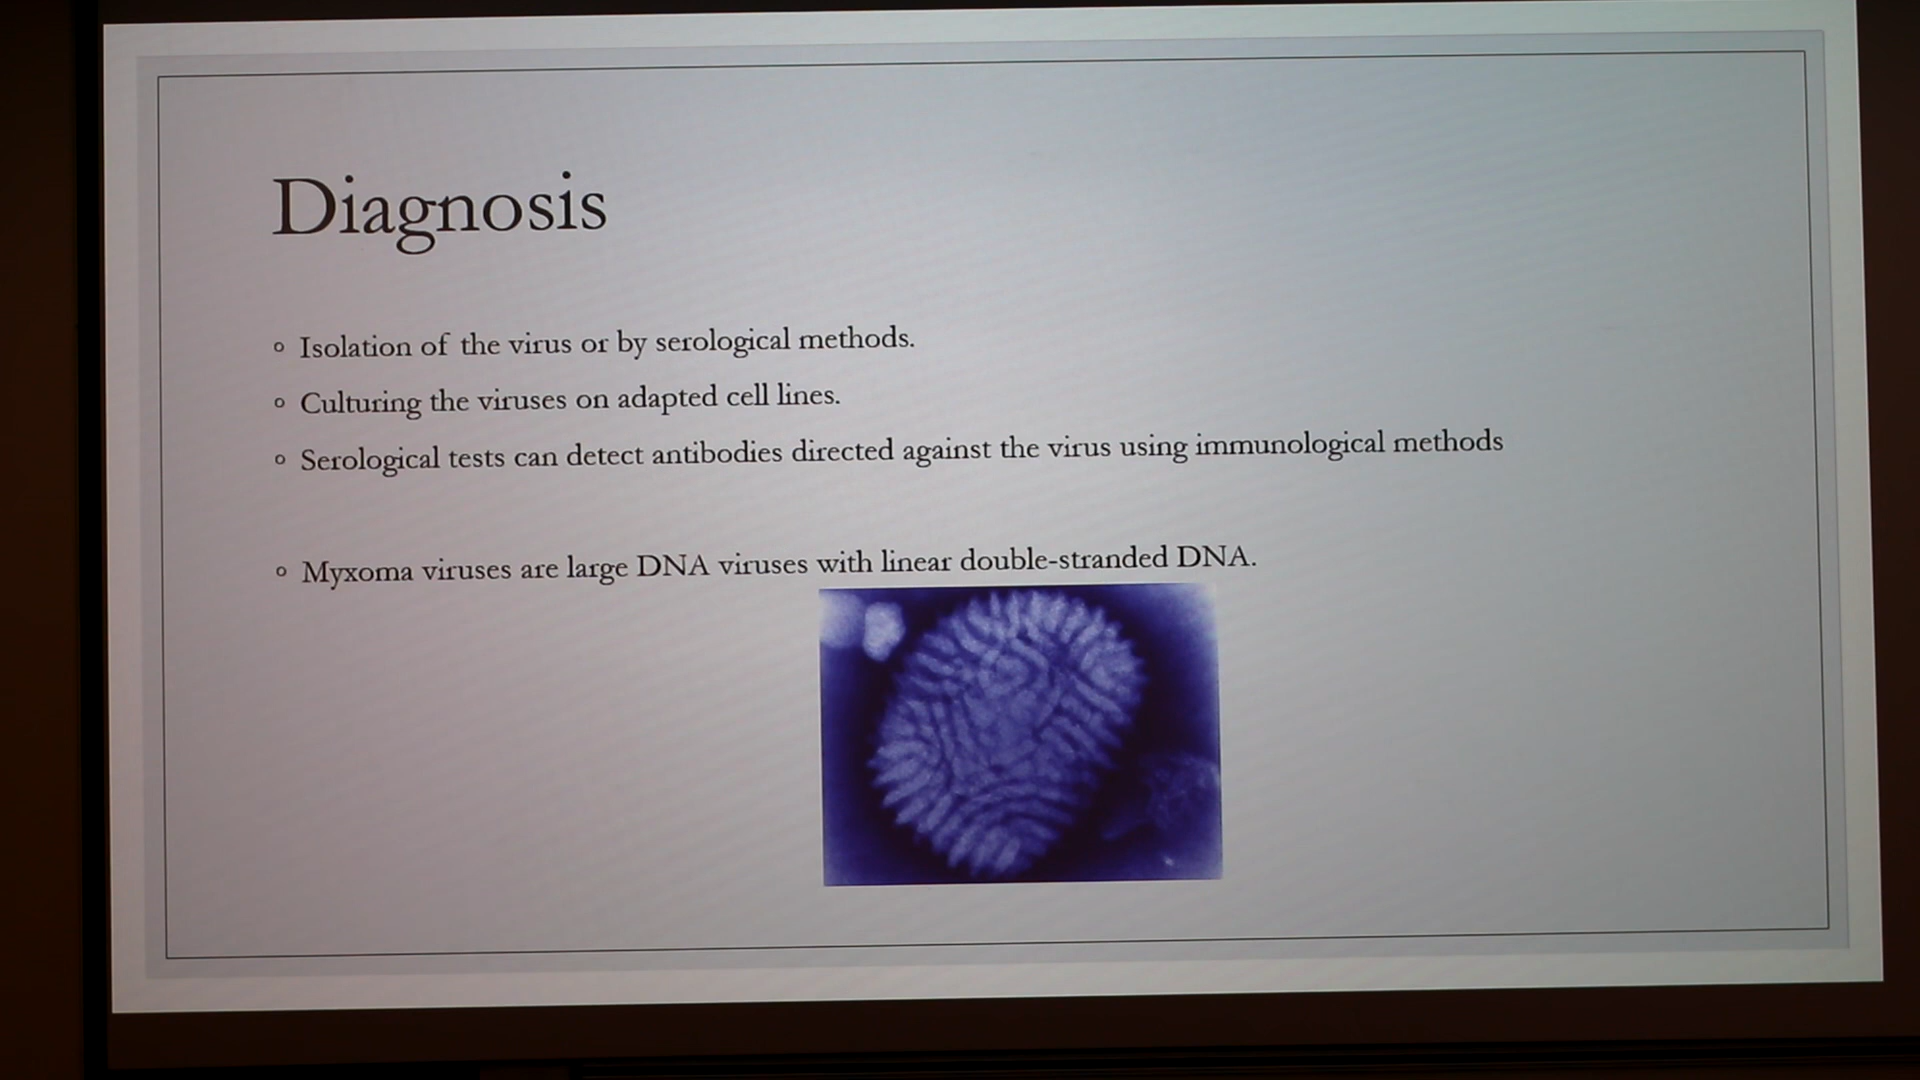 Diagnosis
Isolation of the virus or by serological methods.
Culturing the viruses on adapted cell lines.
Serological tests can detect antibodies directed against the virus using immunological methods
Myxoma viruses are large DNA viruses with linear double-stranded DNA.